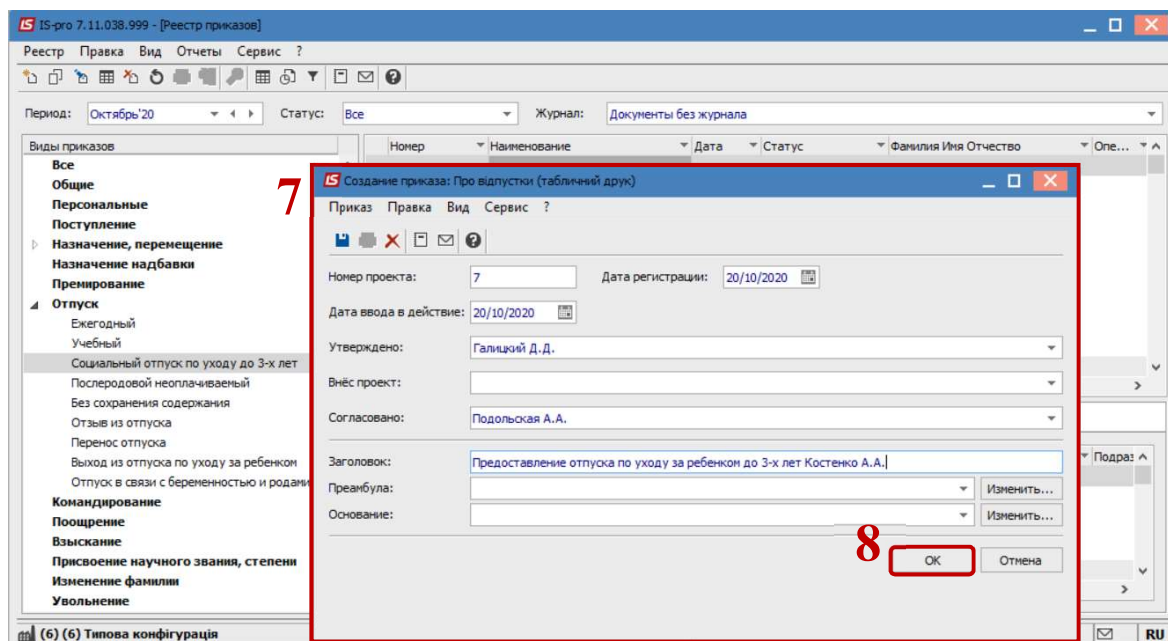 IS-pro 7.11.038.999 - [Реестр приказов]
Реестр Правка Вид Отчеты Сервис ?
Период: Октябрь'20 Статус: Все Журнал: Документы без журнала
Виды приказов Номер Наименование Дата Статус Фамилия Имя Отчество Опе...
Все
Общие
Персональные
Поступление
Назначение, перемещение
Назначение надбавки
Премирование
Отпуск
Ежегодный
Учебный
Социальный отпуск по уходу до 3-х лет
Послеродовой неоплачиваемый
Без сохранения содержания
Отзыв из отпуска
Перенос отпуска
Выход из отпуска по уходу за ребенком
Отпуск в связи с беременностью и родами
Командирование
Поощрение
Взыскание
Присвоение научного звания, степени
Изменение фамилии
Увольнение
7
Создание приказа: Про відпустки (табличний друк)
Приказ Правка Вид Сервис ?
Номер проекта: 7 Дата регистрации: 20/10/2020
Дата ввода в действие: 20/10/2020
Утверждено: Галицкий Д.Д.
Внёс проект:
Согласовано: Подольская А.А.
Заголовок: Предоставление отпуска по уходу за ребенком до 3-х лет Костенко А.А.
Преамбула: Изменить...
Основание: Изменить...
8
OK Отмена
Подраз
(6) (6) Типова конфігурація RU